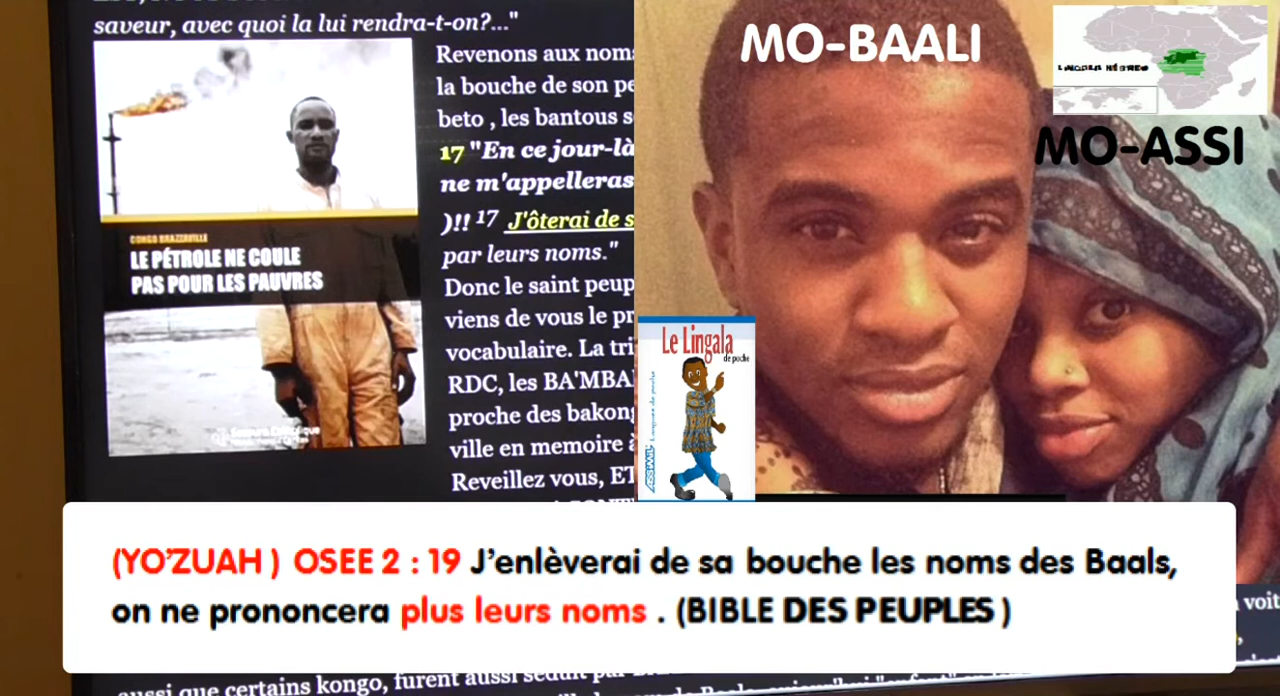 saveur, avec quoi la lui rendra-t-on?..."
CONGO BRAZZAVILLE
LE PÉTROLE NE COULE
PAS POUR LES PAUVRES
Revenons aux noms
la bouche de son pe
beto , les bantous s
17 "En ce jour-là
ne m'appelleras
)!! 17 J'ôterai de s
par leurs noms."
Donc le saint peup
viens de vous le pr
vocabulaire. La tri
RDC, les BA'MBA
proche des bakong
ville en memoire à
Reveillez vous, ET
MO-BAALI
MO-ASSI
Le Lingala
de poche
ASSIMIL Langues de poche
(YO'ZUAH ) OSEE 2 : 19 J'enlèverai de sa bouche les noms des Baals,
on ne prononcera plus leurs noms . (BIBLE DES PEUPLES )
voit
aussi que certains kongo, furent aussi séduit par